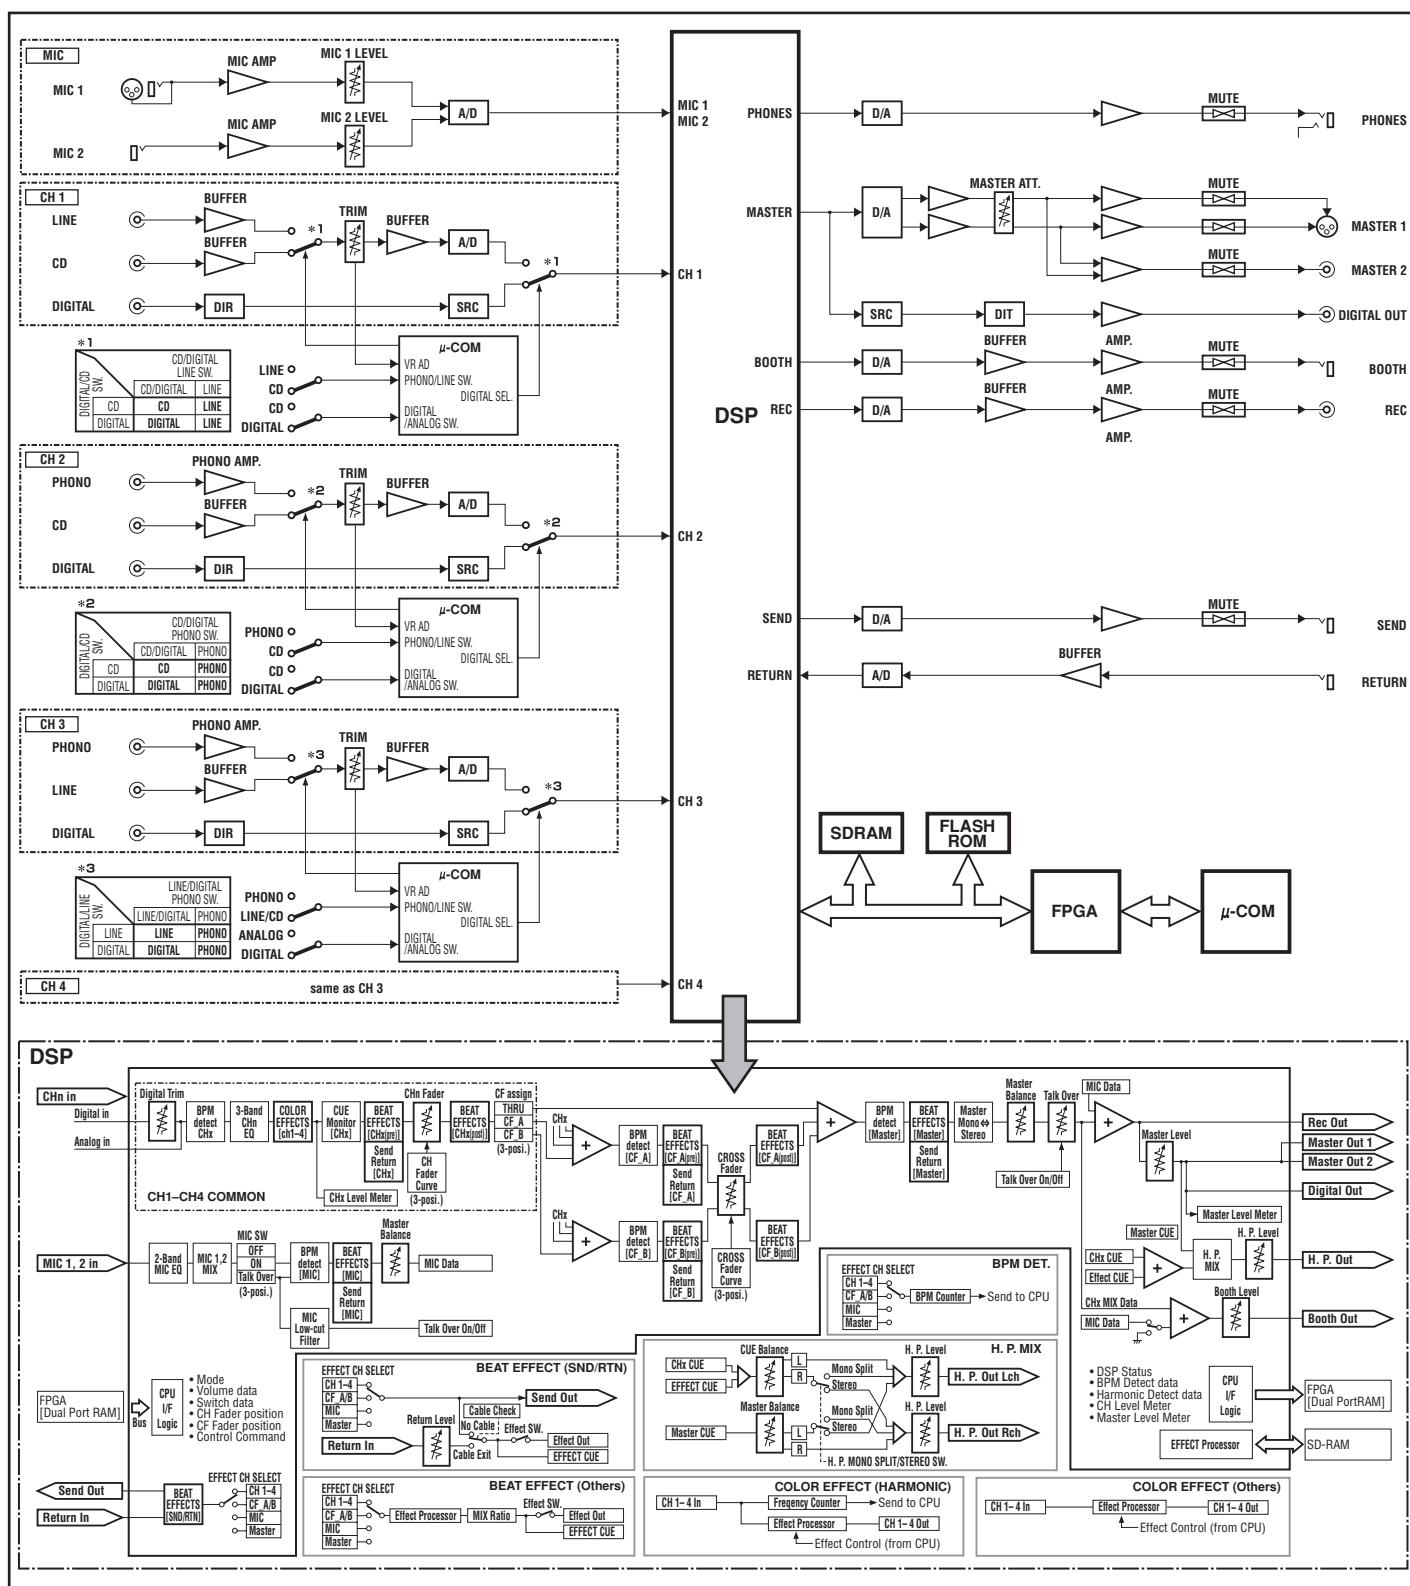 MIC
MIC 1
MIC AMP
MIC 1 LEVEL
MIC 2
MIC AMP
MIC 2 LEVEL
A/D
CH 1
LINE
BUFFER
CD
BUFFER
*1
TRIM
BUFFER
A/D
*1
DIGITAL
DIR
SRC
*1
CD/DIGITAL
LINE SW.
DIGITAL/CD
SW.
CD/DIGITAL LINE
CD CD LINE
DIGITAL DIGITAL LINE
LINE
CD
CD
DIGITAL
μ-COM
VR AD
PHONO/LINE SW.
DIGITAL SEL.
DIGITAL
/ANALOG SW.
CH 2
PHONO
PHONO AMP.
CD
BUFFER
*2
TRIM
BUFFER
A/D
*2
DIGITAL
DIR
SRC
*2
CD/DIGITAL
PHONO SW.
DIGITAL/CD
SW.
CD/DIGITAL PHONO
CD CD PHONO
DIGITAL DIGITAL PHONO
PHONO
CD
CD
DIGITAL
μ-COM
VR AD
PHONO/LINE SW.
DIGITAL SEL.
DIGITAL
/ANALOG SW.
CH 3
PHONO
PHONO AMP.
LINE
BUFFER
*3
TRIM
BUFFER
A/D
*3
DIGITAL
DIR
SRC
*3
LINE/DIGITAL
PHONO SW.
DIGITAL/LINE
SW.
LINE/DIGITAL PHONO
LINE LINE PHONO
DIGITAL DIGITAL PHONO
PHONO
LINE/CD
ANALOG
DIGITAL
μ-COM
VR AD
PHONO/LINE SW.
DIGITAL SEL.
DIGITAL
/ANALOG SW.
CH 4
same as CH 3
MIC 1
MIC 2
CH 1
CH 2
CH 3
CH 4
DSP
PHONES
D/A
MUTE
PHONES
MASTER
D/A
MASTER ATT.
MUTE
MUTE
MASTER 1
MUTE
MASTER 2
SRC
DIT
DIGITAL OUT
BOOTH
D/A
BUFFER
AMP.
MUTE
BOOTH
REC
D/A
BUFFER
AMP.
MUTE
REC
SEND
D/A
MUTE
SEND
RETURN
A/D
BUFFER
RETURN
SDRAM
FLASH
ROM
FPGA
μ-COM
DSP
CHn in
Digital in
Analog in
Digital Trim
BPM
detect
CHx
3-Band
CHn
EQ
COLOR
EFFECTS
[ch1–4]
CUE
Monitor
[CHx]
BEAT
EFFECTS
[CHx(pre)]
Send
Return
[CHx]
CHn Fader
CH
Fader
Curve
(3-posi.)
BEAT
EFFECTS
[CHx(post)]
CF assign
THRU
CF_A
CF_B
(3-posi.)
CHx Level Meter
CH1–CH4 COMMON
CHx
+
BPM
detect
[CF_A]
BEAT
EFFECTS
[CF_A(pre)]
Send
Return
[CF_A]
CHx
+
BPM
detect
[CF_B]
BEAT
EFFECTS
[CF_B(pre)]
Send
Return
[CF_B]
CROSS
Fader
CROSS
Fader
Curve
(3-posi.)
BEAT
EFFECTS
[CF_A(post)]
BEAT
EFFECTS
[CF_B(post)]
+
BPM
detect
[Master]
BEAT
EFFECTS
[Master]
Send
Return
[Master]
Master
Mono ⇔
Stereo
Master
Balance
Talk Over
Talk Over On/Off
MIC Data
+
Master Level
Rec Out
Master Out 1
Master Out 2
Digital Out
Master Level Meter
Master CUE
CHx CUE
Effect CUE
+
H. P.
MIX
H. P. Level
H. P. Out
CHx MIX Data
MIC Data
+
Booth Level
Booth Out
MIC 1, 2 in
2-Band
MIC EQ
MIC 1,2
MIX
MIC SW
OFF
ON
Talk Over
(3-posi.)
BPM
detect
[MIC]
BEAT
EFFECTS
[MIC]
Send
Return
[MIC]
Master
Balance
MIC Data
MIC
Low-cut
Filter
Talk Over On/Off
BPM DET.
EFFECT CH SELECT
CH 1–4
CF_A/B
MIC
Master
BPM Counter
Send to CPU
FPGA
[Dual Port RAM]
Bus
CPU
I/F
Logic
• Mode
• Volume data
• Switch data
• CH Fader position
• CF Fader position
• Control Command
Send Out
Return In
BEAT
EFFECTS
[SND/RTN]
EFFECT CH SELECT
CH 1–4
CF_A/B
MIC
Master
BEAT EFFECT (SND/RTN)
EFFECT CH SELECT
CH 1–4
CF_A/B
MIC
Master
Send Out
Cable Check
Return Level
No Cable
Effect SW.
Return In
Cable Exit
Effect Out
EFFECT CUE
BEAT EFFECT (Others)
EFFECT CH SELECT
CH 1–4
CF_A/B
MIC
Master
Effect Processor
MIX Ratio
Effect SW.
Effect Out
EFFECT CUE
H. P. MIX
CHx CUE
EFFECT CUE
CUE Balance
L
R
Mono Split
Stereo
H. P. Level
H. P. Out Lch
Master CUE
Master Balance
L
R
Mono Split
Stereo
H. P. Level
H. P. Out Rch
H. P. MONO SPLIT/STEREO SW.
COLOR EFFECT (HARMONIC)
CH 1– 4 In
Freqency Counter
Send to CPU
Effect Processor
CH 1– 4 Out
Effect Control (from CPU)
COLOR EFFECT (Others)
CH 1– 4 In
Effect Processor
CH 1– 4 Out
Effect Control (from CPU)
• DSP Status
• BPM Detect data
• Harmonic Detect data
• CH Level Meter
• Master Level Meter
CPU
I/F
Logic
FPGA
[Dual PortRAM]
EFFECT Processor
SD-RAM